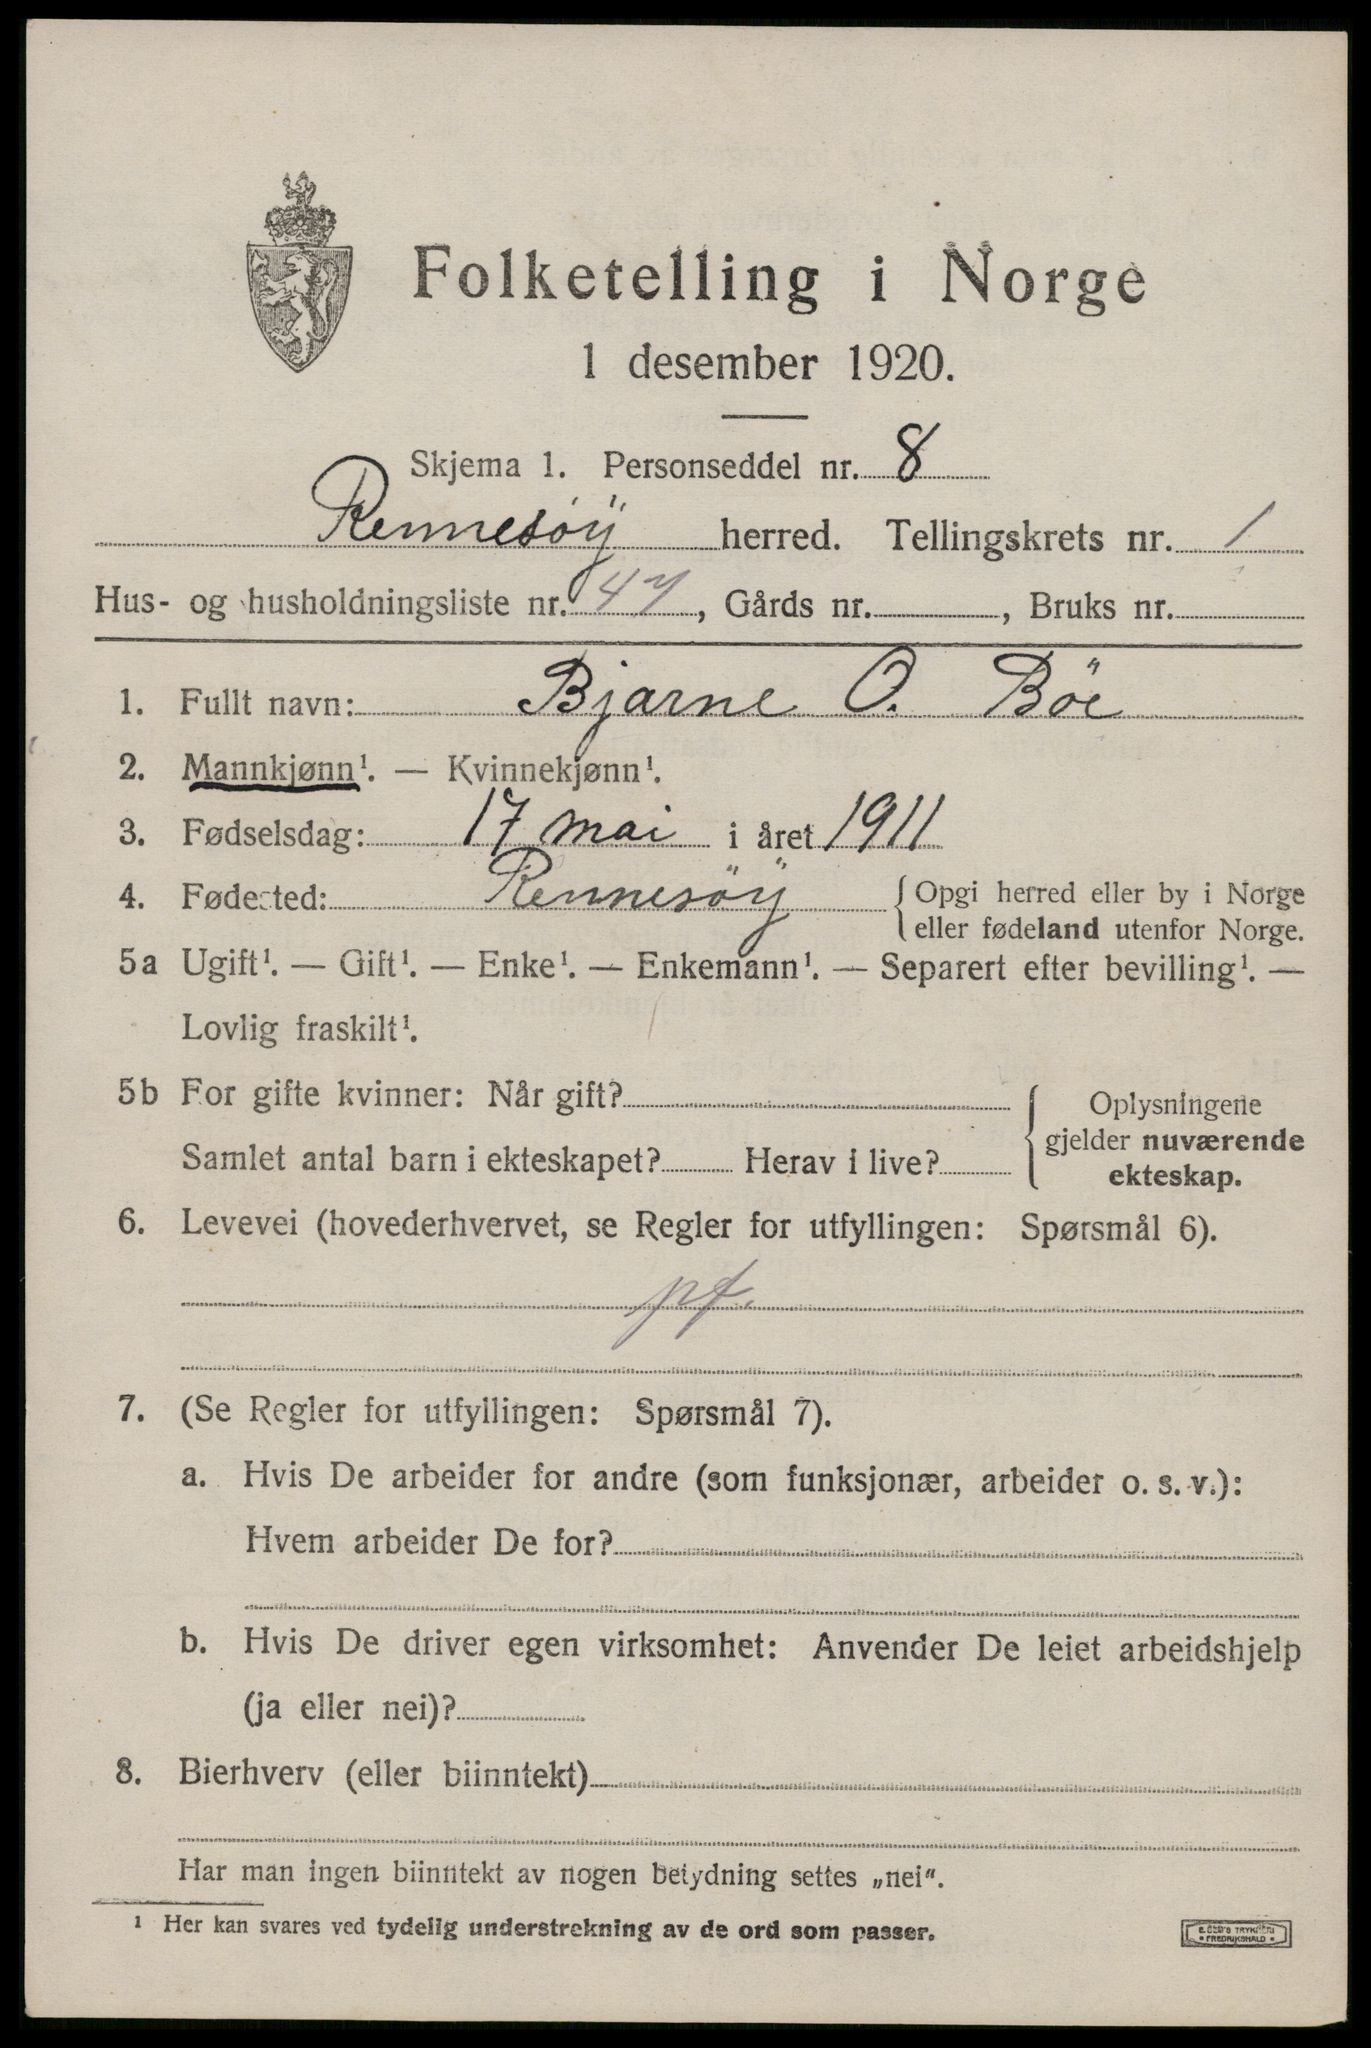 Folketelling i Norge
1 desember 1920.
Skjema 1. Personseddel nr. 8
Rennesöÿ herred. Tellingskrets nr. 1
Hus- og husholdningsliste nr. 47, Gårds nr. , Bruks nr.
1. Fullt navn: Bjarne O. Böe
2. Mannkjønn¹. — Kvinnekjønn¹.
3. Fødselsdag: 17 mai i året 1911
4. Fødested: Rennesöÿ { Opgi herred eller by i Norge
eller fødeland utenfor Norge.
5a Ugift¹. — Gift¹. — Enke¹. — Enkemann¹. — Separert efter bevilling¹. —
Lovlig fraskilt¹.
5b For gifte kvinner: Når gift? { Oplysningene
gjelder nuværende
Samlet antal barn i ekteskapet? Herav i live?
ekteskap.
6. Levevei (hovederhvervet, se Regler for utfyllingen: Spørsmål 6).
pf.
7. (Se Regler for utfyllingen: Spørsmål 7).
a. Hvis De arbeider for andre (som funksjonær, arbeider o. s. v.):
Hvem arbeider De for?
b. Hvis De driver egen virksomhet: Anvender De leiet arbeidshjelp
(ja eller nei)?
8. Bierhverv (eller biinntekt)
Har man ingen biinntekt av nogen betydning settes „nei“.
¹ Her kan svares ved tydelig understrekning av de ord som passer.
FREDRIKSHALD